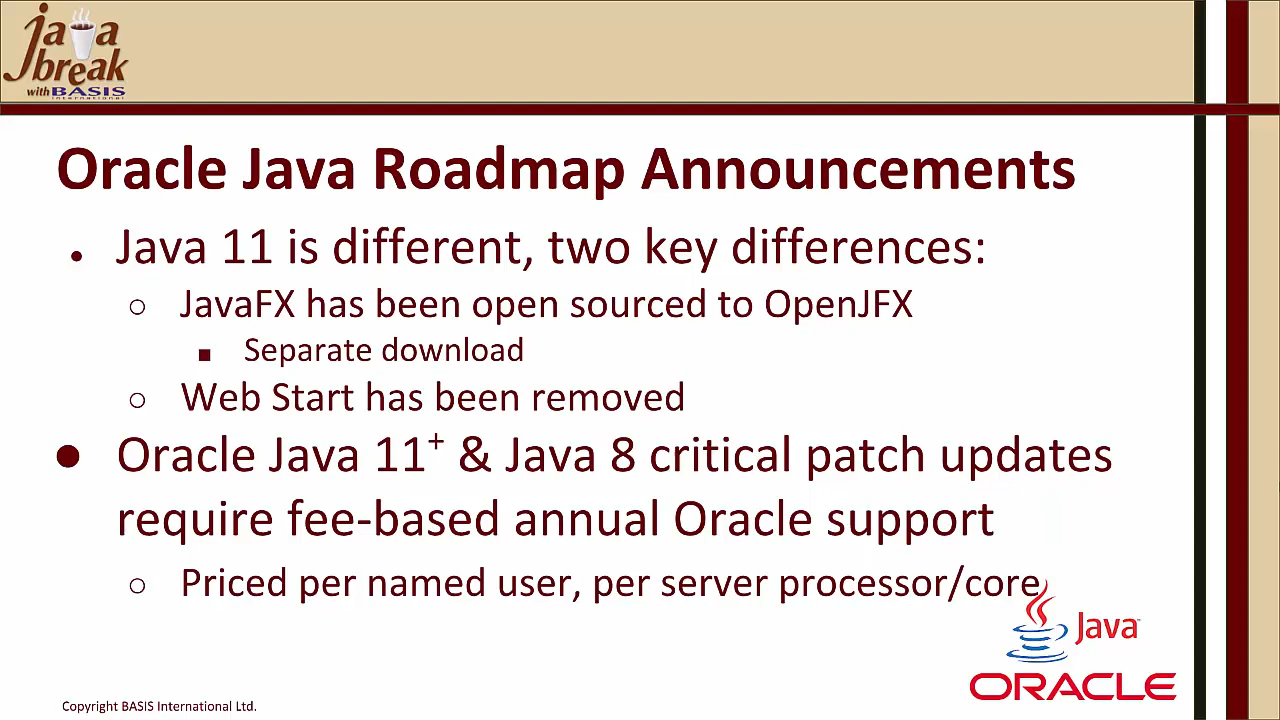 java
break
with BASIS
international
Oracle Java Roadmap Announcements
• Java 11 is different, two key differences:
○ JavaFX has been open sourced to OpenJFX
■ Separate download
○ Web Start has been removed
● Oracle Java 11+ & Java 8 critical patch updates
require fee-based annual Oracle support
○ Priced per named user, per server processor/core
Java™
ORACLE
Copyright BASIS International Ltd.